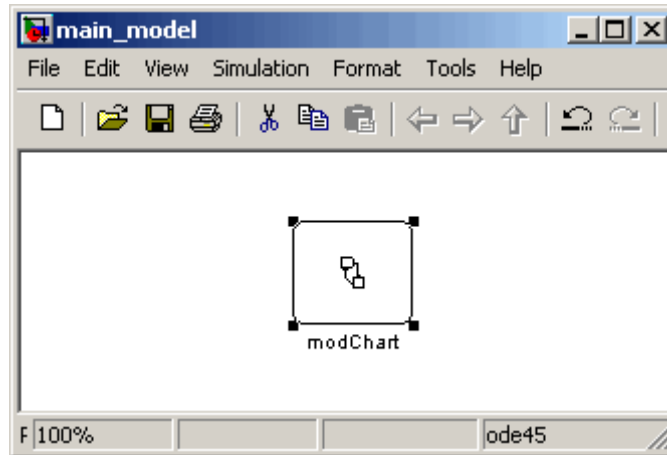 main_model
File Edit View Simulation Format Tools Help
modChart
F 100% ode45